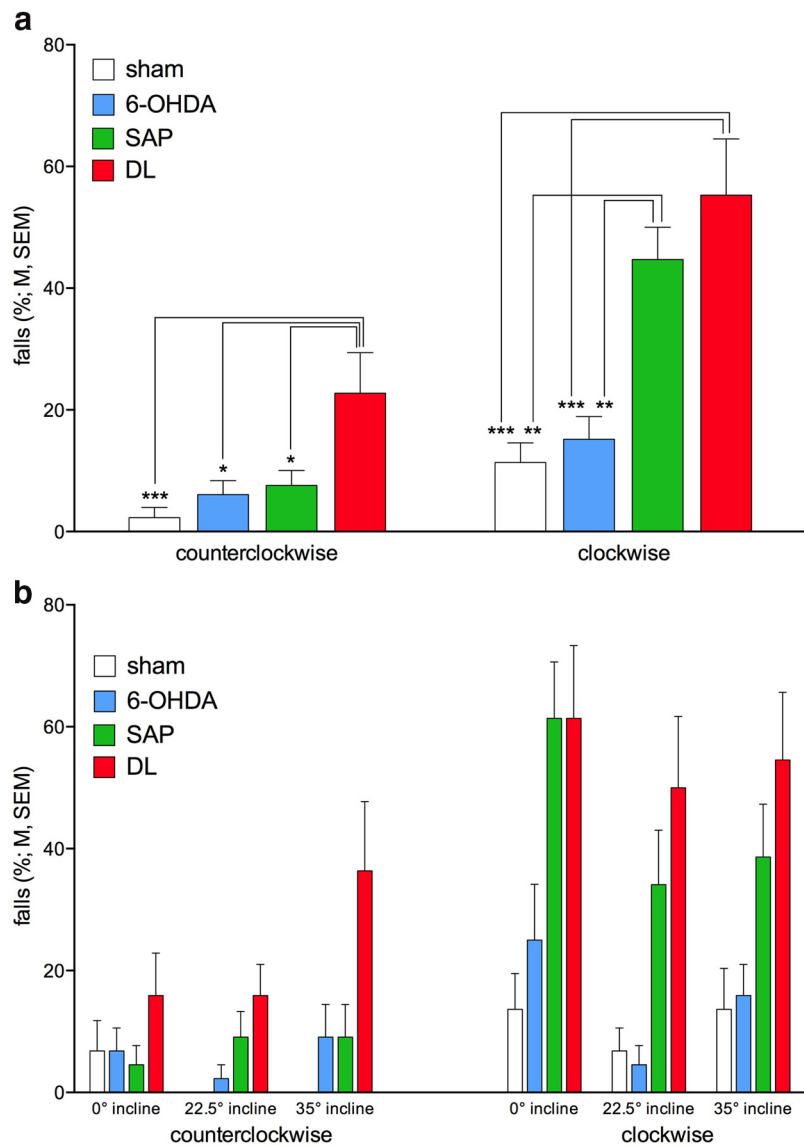 a
80
60
40
20
0
falls (%; M, SEM)
sham
6-OHDA
SAP
DL
***
*
*
*** **
*** **
counterclockwise
clockwise
b
80
60
40
20
0
falls (%; M, SEM)
sham
6-OHDA
SAP
DL
0° incline 22.5° incline 35° incline
0° incline 22.5° incline 35° incline
counterclockwise
clockwise